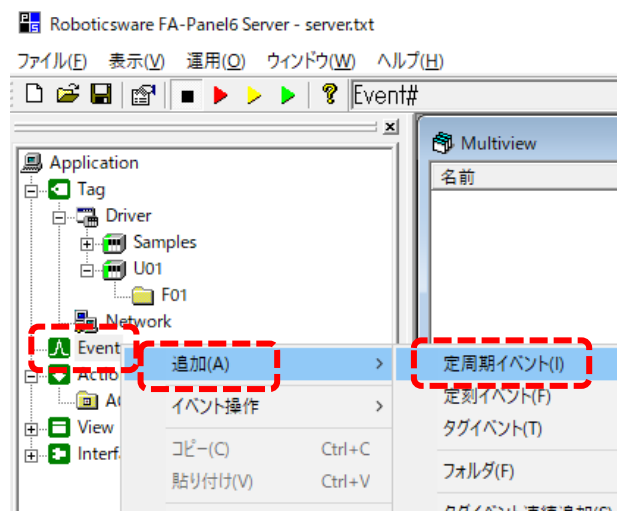 Roboticsware FA-Panel6 Server - server.txt
ファイル(F) 表示(V) 運用(O) ウィンドウ(W) ヘルプ(H)
Event#
Multiview
名前
Application
Tag
Driver
Samples
U01
F01
Network
Event
追加(A)
定周期イベント(I)
定刻イベント(F)
イベント操作
タグイベント(T)
View
コピー(C) Ctrl+C
Interf
フォルダ(F)
貼り付け(V) Ctrl+V